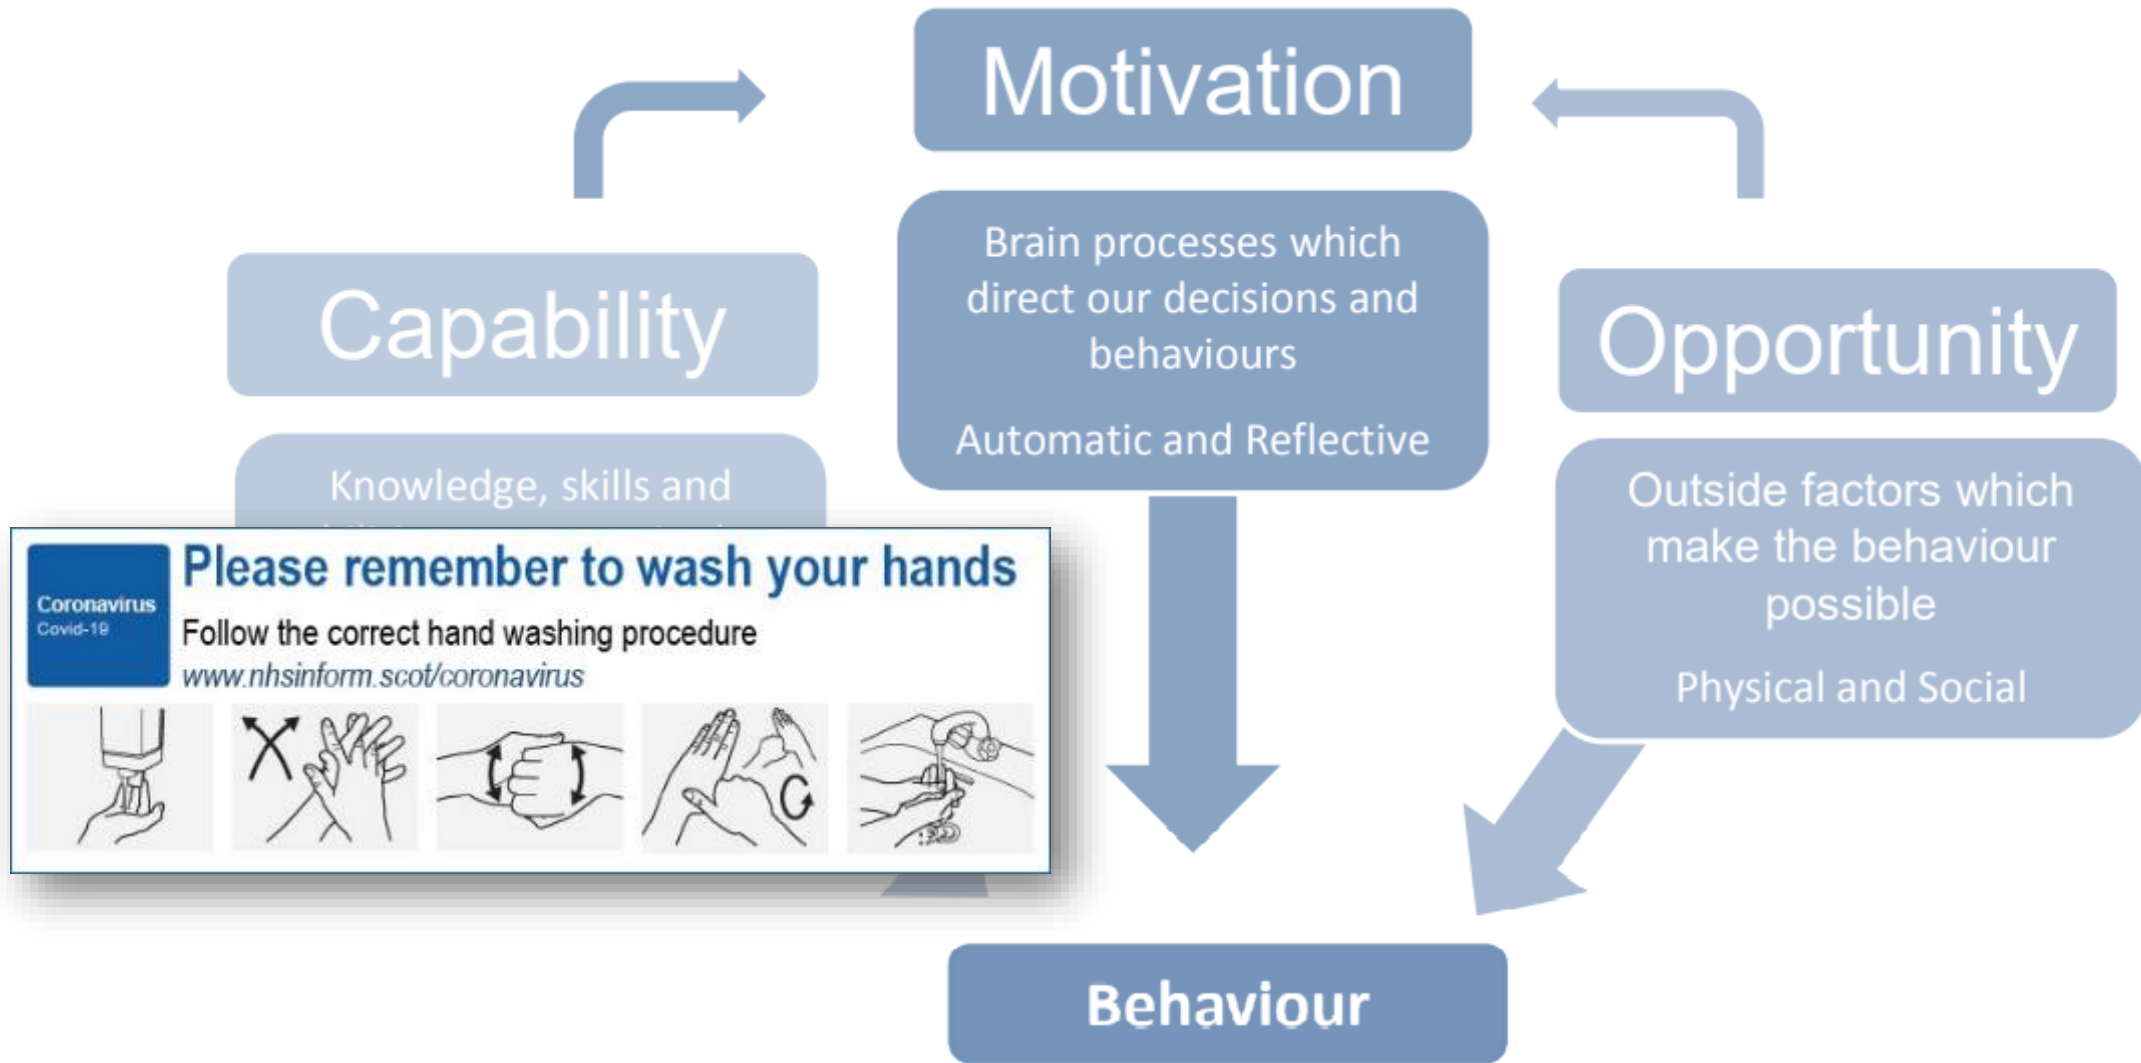 Motivation
Brain processes which
direct our decisions and
behaviours
Automatic and Reflective
Capability
Knowledge, skills and
Opportunity
Outside factors which
make the behaviour
possible
Physical and Social
Coronavirus
Covid-19
Please remember to wash your hands
Follow the correct hand washing procedure
www.nhsinform.scot/coronavirus
Behaviour